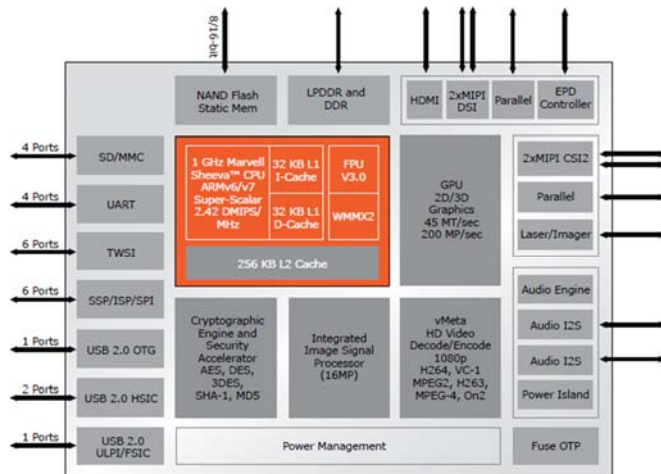 8/16-bit
NAND Flash
Static Mem
LPDDR and
DDR
HDMI
2xMIPI
DSI
Parallel
EPD
Controller
4 Ports
SD/MMC
4 Ports
UART
6 Ports
TWSI
6 Ports
SSP/ISP/SPI
1 Ports
USB 2.0 OTG
2 Ports
USB 2.0 HSIC
1 Ports
USB 2.0
ULPI/FSIC
1 GHz Marvell
Sheeva™ CPU
ARMv6/v7
Super-Scalar
2.42 DMIPS/
MHz
32 KB L1
I-Cache
32 KB L1
D-Cache
FPU
V3.0
WMMX2
256 KB L2 Cache
GPU
2D/3D
Graphics
45 MT/sec
200 MP/sec
2xMIPI CSI2
Parallel
Laser/Imager
Cryptographic
Engine and
Security
Accelerator
AES, DES,
3DES,
SHA-1, MD5
Integrated
Image Signal
Processor
(16MP)
vMeta
HD Video
Decode/Encode
1080p
H264, VC-1
MPEG2, H263,
MPEG-4, On2
Audio Engine
Audio I2S
Audio I2S
Power Island
Power Management
Fuse OTP